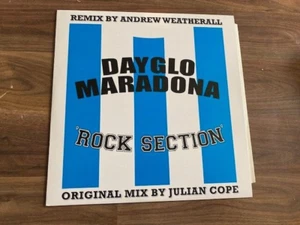 REMIX BY ANDREW WEATHERALL
DAYGLO
MARADONA
'ROCK SECTION'
ORIGINAL MIX BY JULIAN COPE